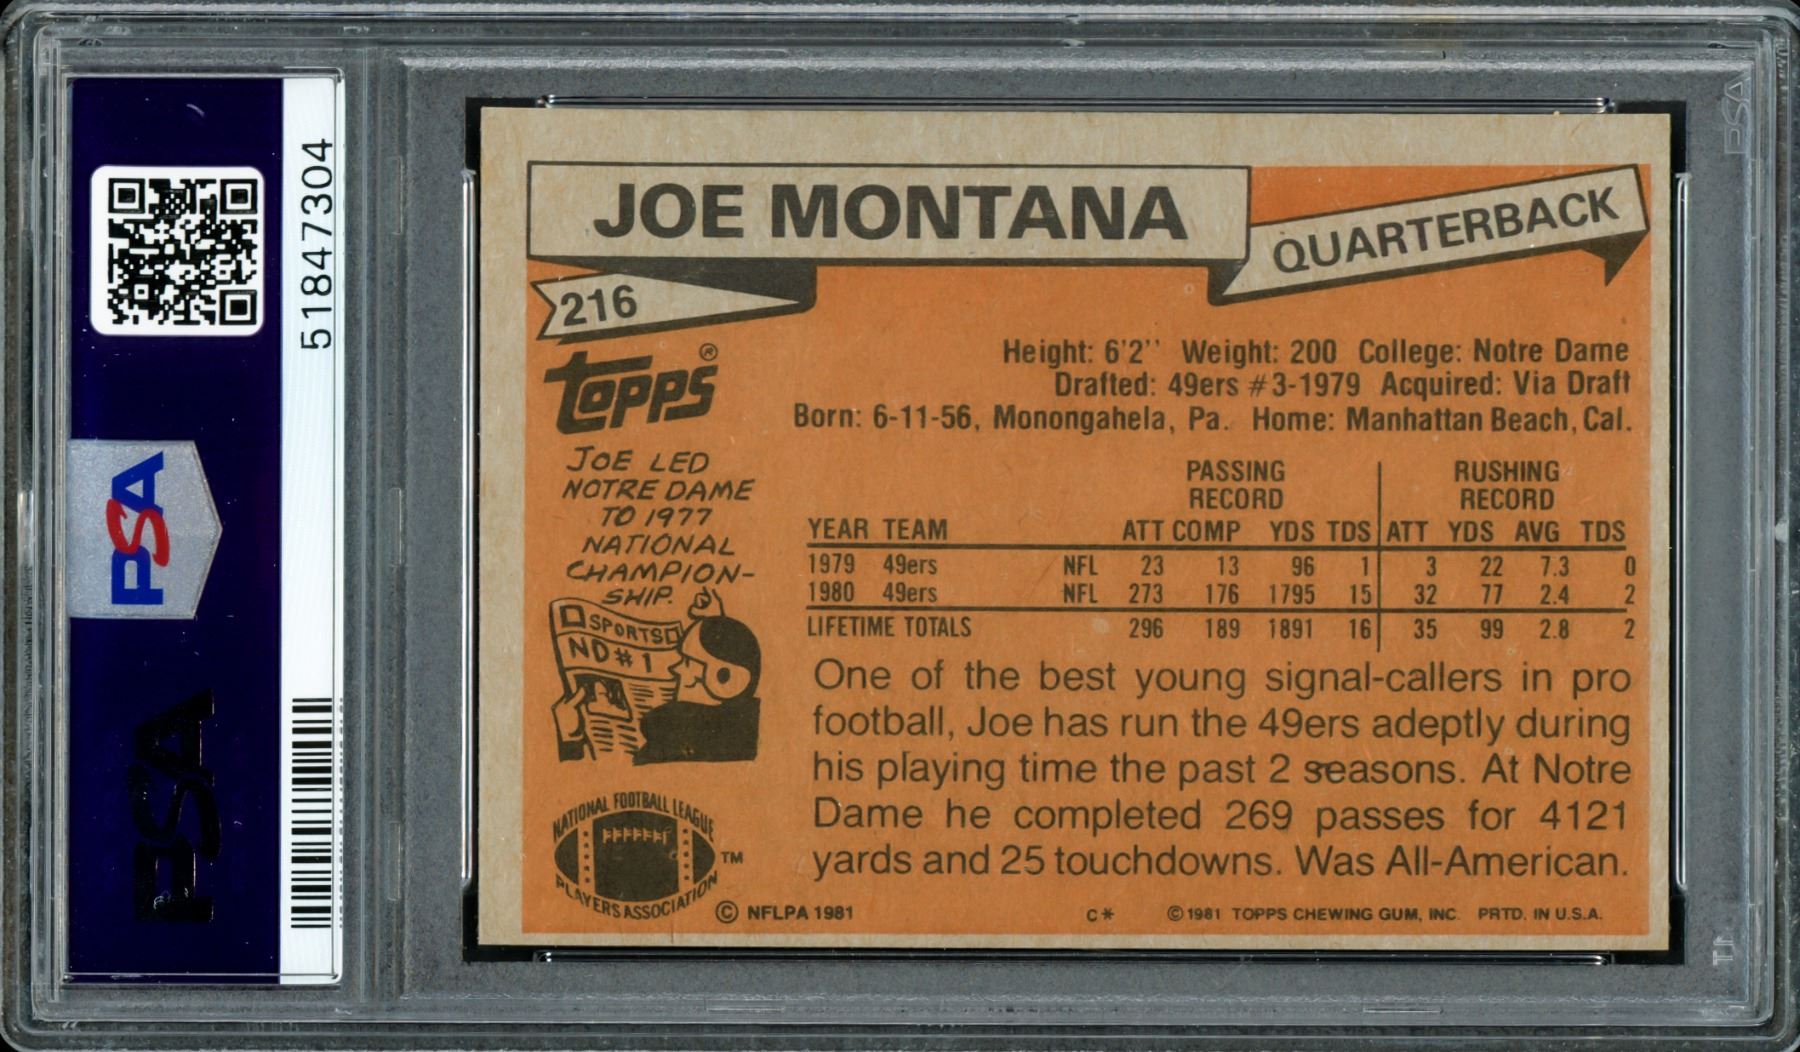 51847304
PSA
PSA
JOE MONTANA
QUARTERBACK
216
TOPPS®
Height: 6'2'' Weight: 200 College: Notre Dame
Drafted: 49ers #3-1979 Acquired: Via Draft
Born: 6-11-56, Monongahela, Pa. Home: Manhattan Beach, Cal.
JOE LED
NOTRE DAME
TO 1977
NATIONAL
CHAMPION-
SHIP.
SPORTS
ND#1
PASSING RUSHING
RECORD RECORD
YEAR TEAM ATT COMP YDS TDS ATT YDS AVG TDS
1979 49ers NFL 23 13 96 1 3 22 7.3 0
1980 49ers NFL 273 176 1795 15 32 77 2.4 2
LIFETIME TOTALS 296 189 1891 16 35 99 2.8 2
One of the best young signal-callers in pro
football, Joe has run the 49ers adeptly during
his playing time the past 2 seasons. At Notre
Dame he completed 269 passes for 4121
yards and 25 touchdowns. Was All-American.
NATIONAL FOOTBALL LEAGUE
PLAYERS ASSOCIATION
TM
© NFLPA 1981 C* © 1981 TOPPS CHEWING GUM, INC. PRTD. IN U.S.A.
PSA